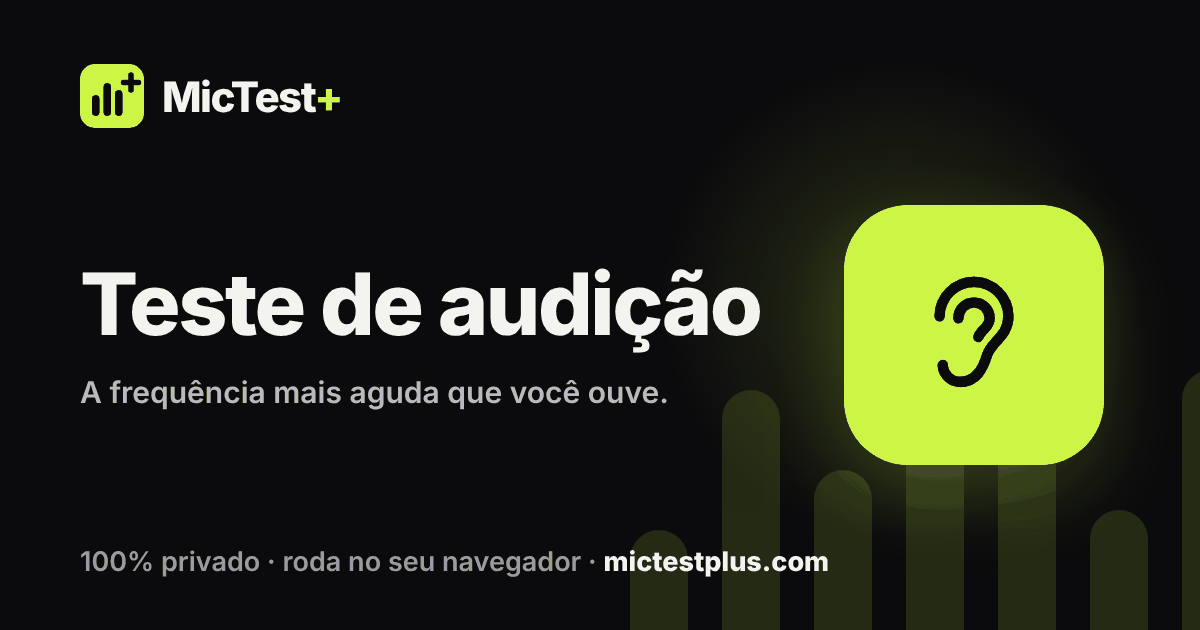 MicTest+
Teste de audição
A frequência mais aguda que você ouve.
100% privado · roda no seu navegador · mictestplus.com